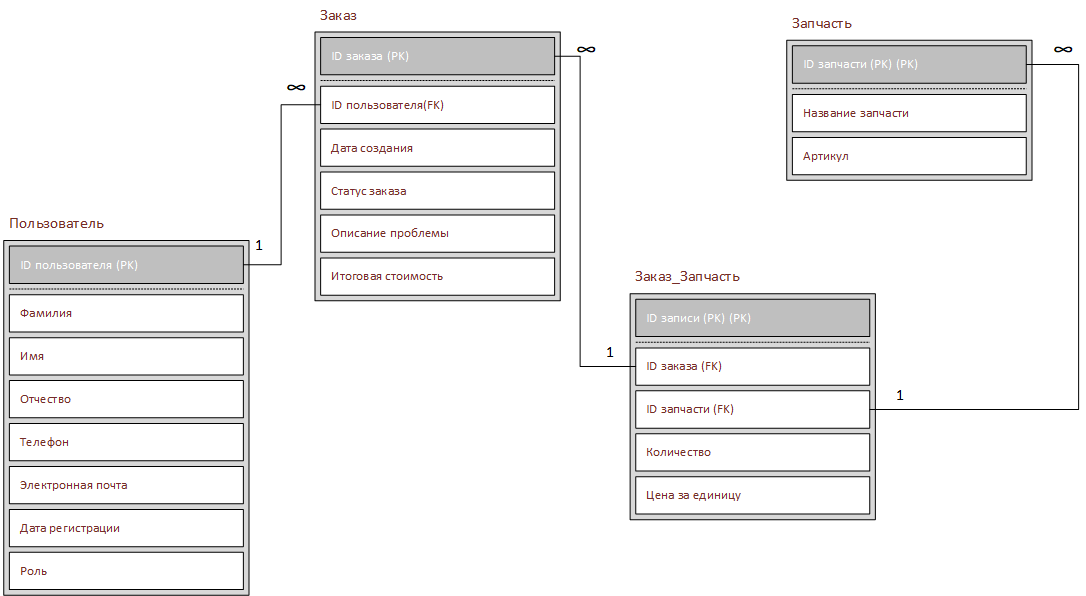 Заказ
ID заказа (PK)
∞
ID пользователя(FK)
Дата создания
Статус заказа
Описание проблемы
Итоговая стоимость
∞
Запчасть
ID запчасти (PK) (PK)
∞
Название запчасти
Артикул
Пользователь
1
ID пользователя (PK)
Фамилия
Имя
Отчество
Телефон
Электронная почта
Дата регистрации
Роль
Заказ_Запчасть
ID записи (PK) (PK)
1
ID заказа (FK)
ID запчасти (FK)
1
Количество
Цена за единицу